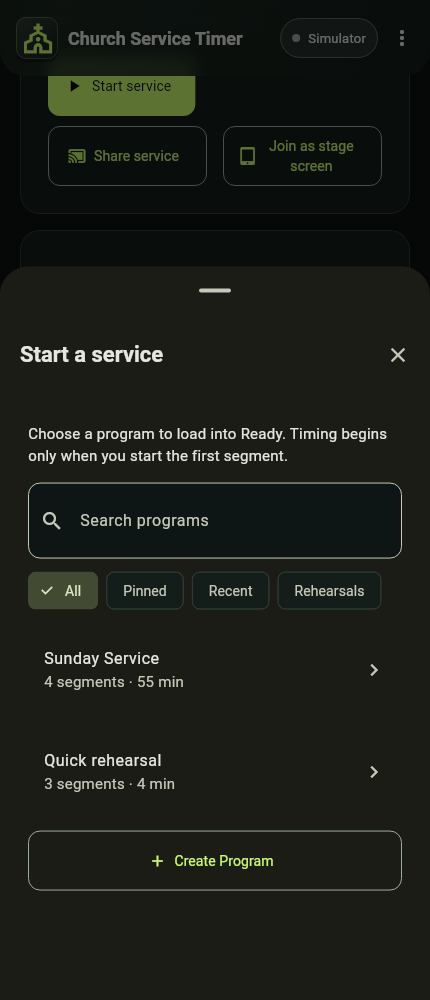 Church Service Timer
Simulator
Start service
Share service
Join as stage
screen
Start a service
Choose a program to load into Ready. Timing begins
only when you start the first segment.
Search programs
All
Pinned
Recent
Rehearsals
Sunday Service
4 segments · 55 min
Quick rehearsal
3 segments · 4 min
Create Program